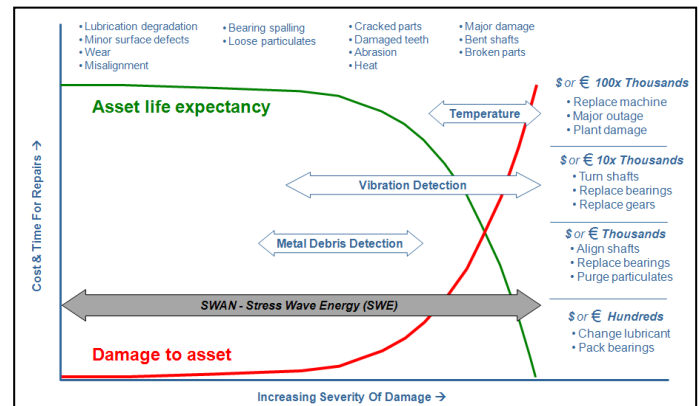 • Lubrication degradation
• Minor surface defects
• Wear
• Misalignment
• Bearing spalling
• Loose particulates
• Cracked parts
• Damaged teeth
• Abrasion
• Heat
• Major damage
• Bent shafts
• Broken parts
Asset life expectancy
Temperature
Vibration Detection
Metal Debris Detection
SWAN - Stress Wave Energy (SWE)
Damage to asset
$ or € 100x Thousands
• Replace machine
• Major outage
• Plant damage
$ or € 10x Thousands
• Turn shafts
• Replace bearings
• Replace gears
$ or € Thousands
• Align shafts
• Replace bearings
• Purge particulates
$ or € Hundreds
• Change lubricant
• Pack bearings
Cost & Time For Repairs →
Increasing Severity Of Damage →